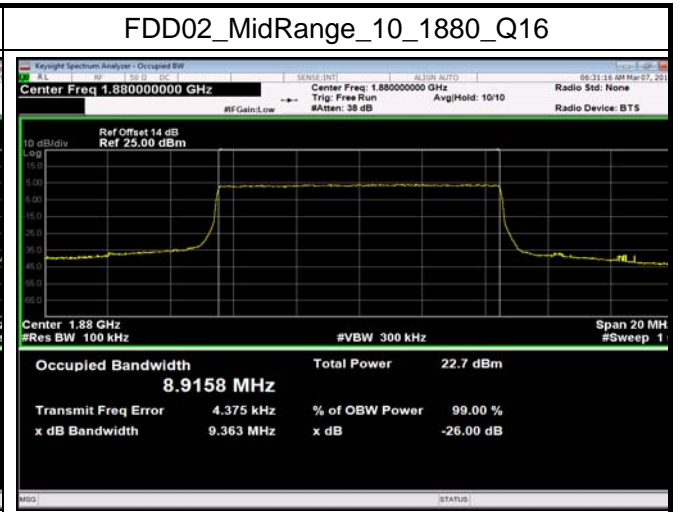 FDD02_MidRange_10_1880_Q16
Keysight Spectrum Analyzer - Occupied BW
RL RF 50 Ω DC SENSE:INT ALIGN AUTO 06:31:16 AM Mar 07, 201
Center Freq 1.880000000 GHz
Center Freq: 1.880000000 GHz
Radio Std: None
Trig: Free Run Avg|Hold: 10/10
#IFGain:Low #Atten: 38 dB Radio Device: BTS
Ref Offset 14 dB
10 dB/div Ref 25.00 dBm
Log
15.0
5.00
-5.00
-15.0
-25.0
-35.0
-45.0
-55.0
-65.0
Center 1.88 GHz Span 20 MH
#Res BW 100 kHz #VBW 300 kHz #Sweep 1
Occupied Bandwidth Total Power 22.7 dBm
8.9158 MHz
Transmit Freq Error 4.375 kHz % of OBW Power 99.00 %
x dB Bandwidth 9.363 MHz x dB -26.00 dB
MSG STATUS